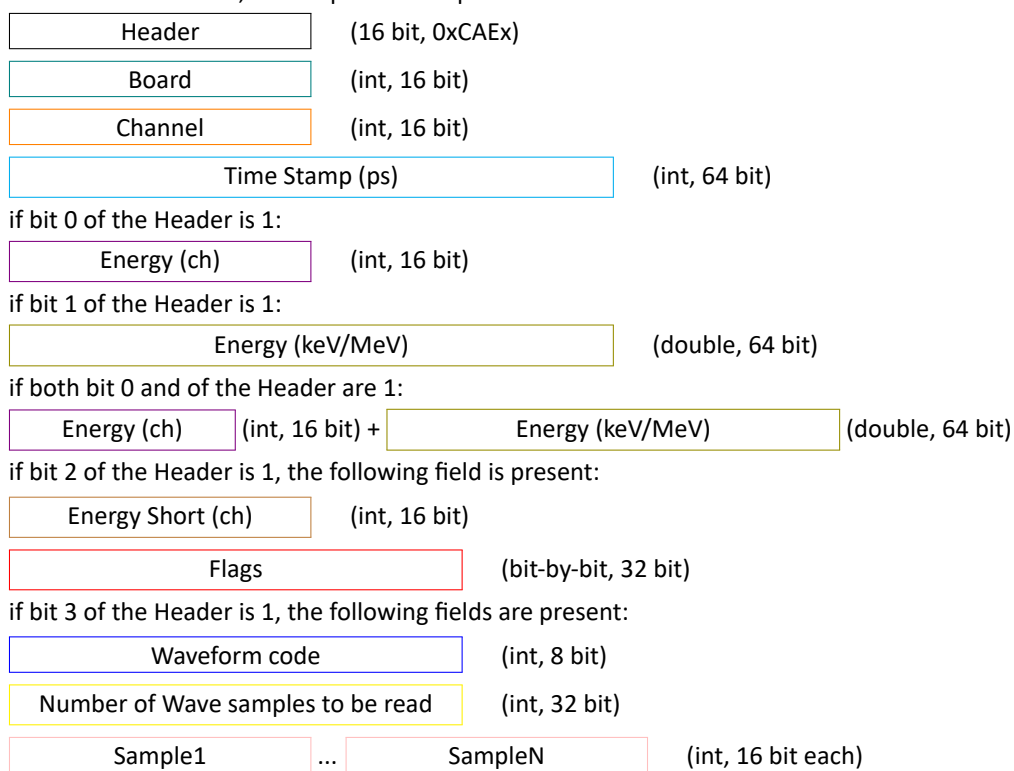 Header (16 bit, 0xCAEx)
Board (int, 16 bit)
Channel (int, 16 bit)
Time Stamp (ps) (int, 64 bit)
if bit 0 of the Header is 1:
Energy (ch) (int, 16 bit)
if bit 1 of the Header is 1:
Energy (keV/MeV) (double, 64 bit)
if both bit 0 and of the Header are 1:
Energy (ch) (int, 16 bit) + Energy (keV/MeV) (double, 64 bit)
if bit 2 of the Header is 1, the following field is present:
Energy Short (ch) (int, 16 bit)
Flags (bit-by-bit, 32 bit)
if bit 3 of the Header is 1, the following fields are present:
Waveform code (int, 8 bit)
Number of Wave samples to be read (int, 32 bit)
Sample1 ... SampleN (int, 16 bit each)